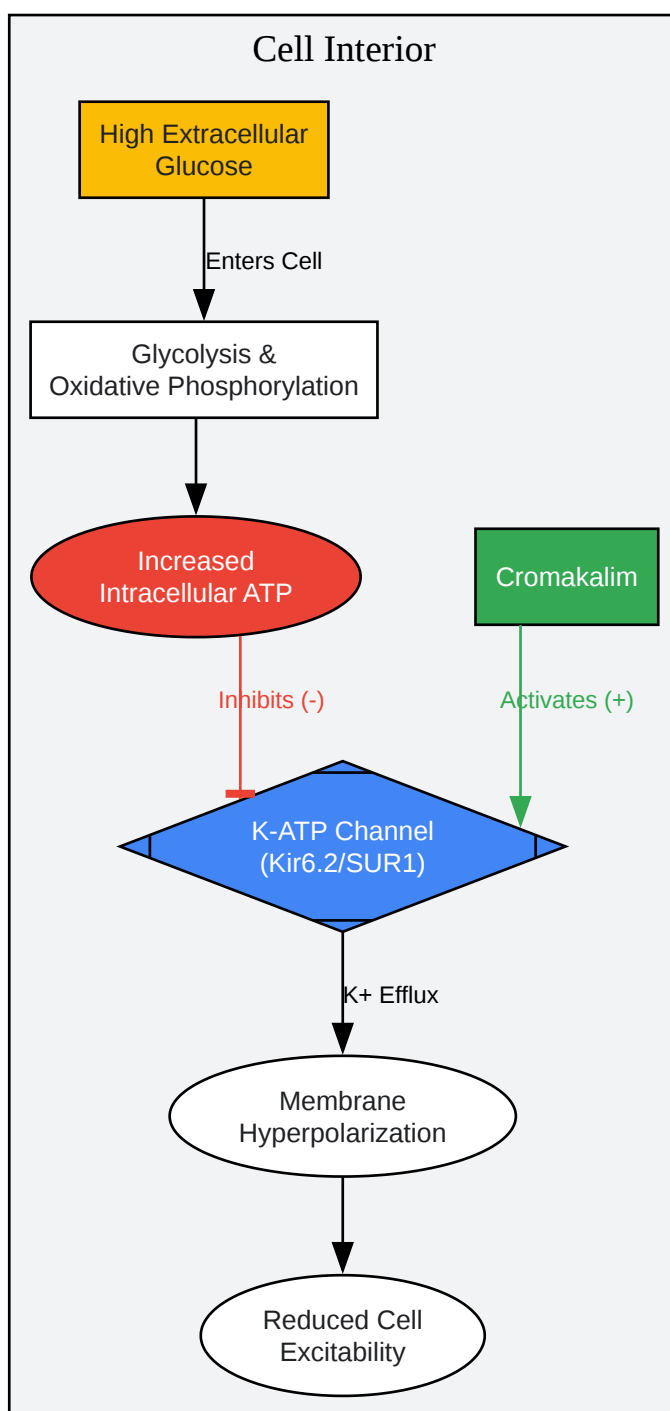 Cell Interior
High Extracellular
Glucose
Enters Cell
Glycolysis &
Oxidative Phosphorylation
Increased
Intracellular ATP
Cromakalim
Inhibits (-)
Activates (+)
K-ATP Channel
(Kir6.2/SUR1)
K+ Efflux
Membrane
Hyperpolarization
Reduced Cell
Excitability